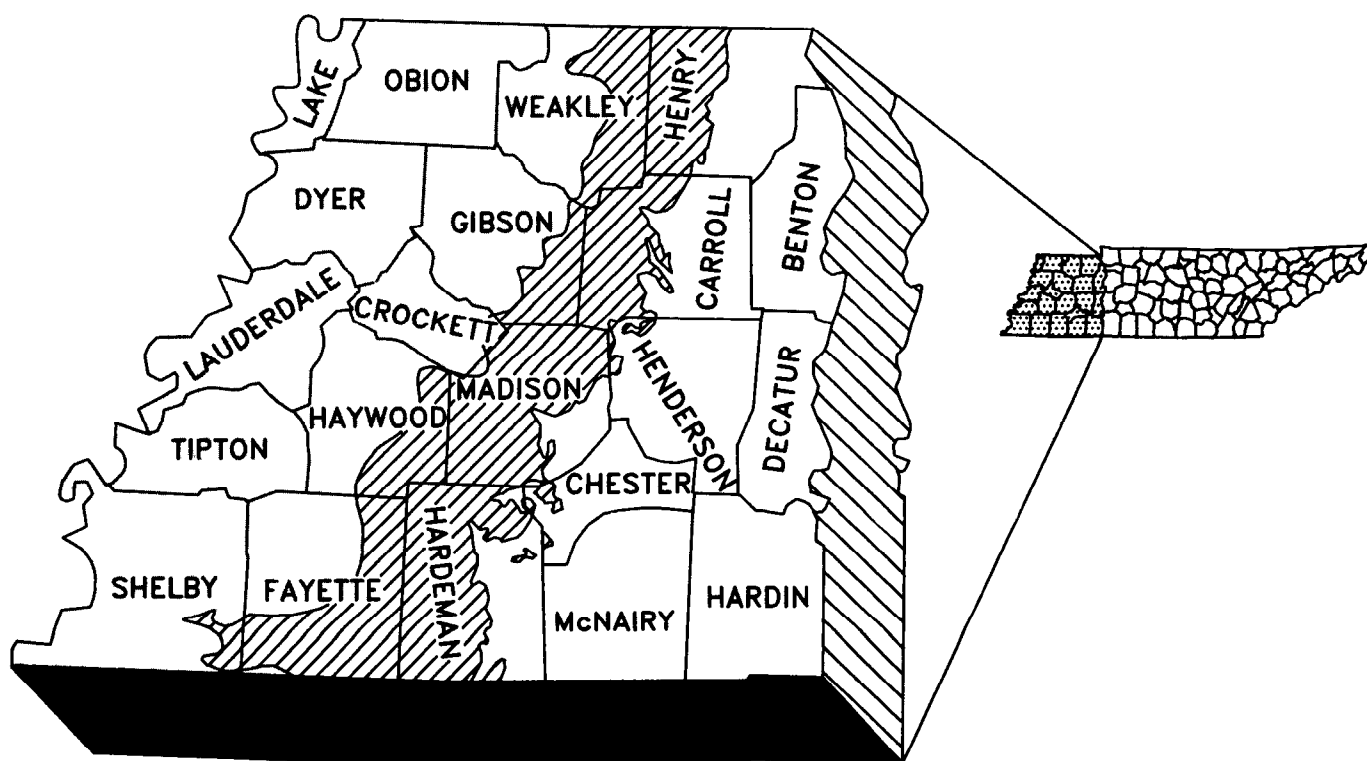 LAKE
OBION
WEAKLEY
HENRY
DYER
GIBSON
CARROLL
BENTON
LAUDERDALE
CROCKETT
MADISON
HENDERSON
DECATUR
HAYWOOD
TIPTON
CHESTER
SHELBY
FAYETTE
HARDEMAN
McNAIRY
HARDIN